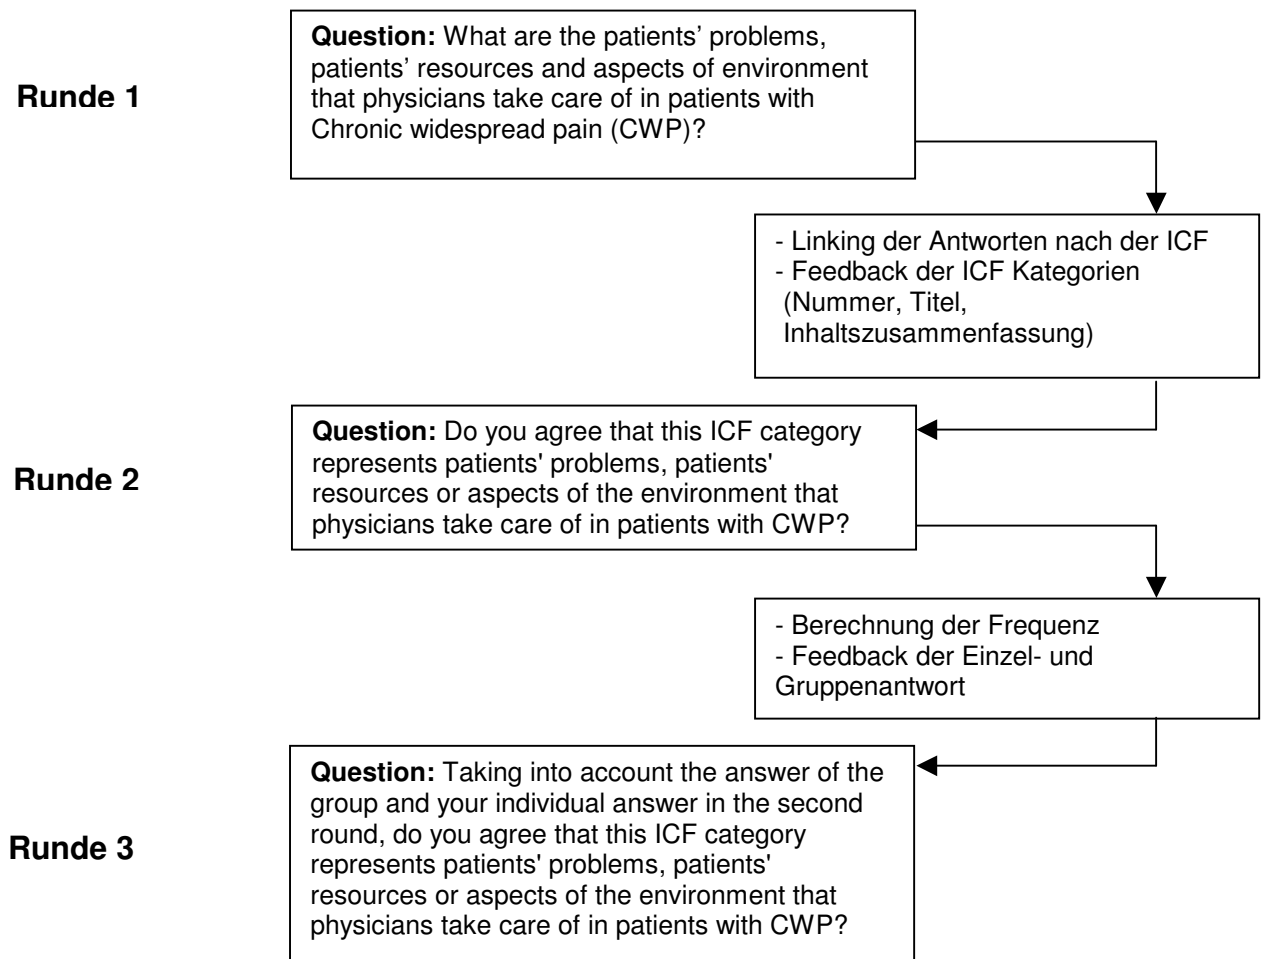 Question: What are the patients’ problems,
patients’ resources and aspects of environment
that physicians take care of in patients with
Chronic widespread pain (CWP)?
Runde 1
- Linking der Antworten nach der ICF
- Feedback der ICF Kategorien
(Nummer, Titel,
Inhaltszusammenfassung)
Question: Do you agree that this ICF category
represents patients' problems, patients'
resources or aspects of the environment that
physicians take care of in patients with CWP?
Runde 2
- Berechnung der Frequenz
- Feedback der Einzel- und
Gruppenantwort
Question: Taking into account the answer of the
group and your individual answer in the second
round, do you agree that this ICF category
represents patients' problems, patients'
resources or aspects of the environment that
physicians take care of in patients with CWP?
Runde 3